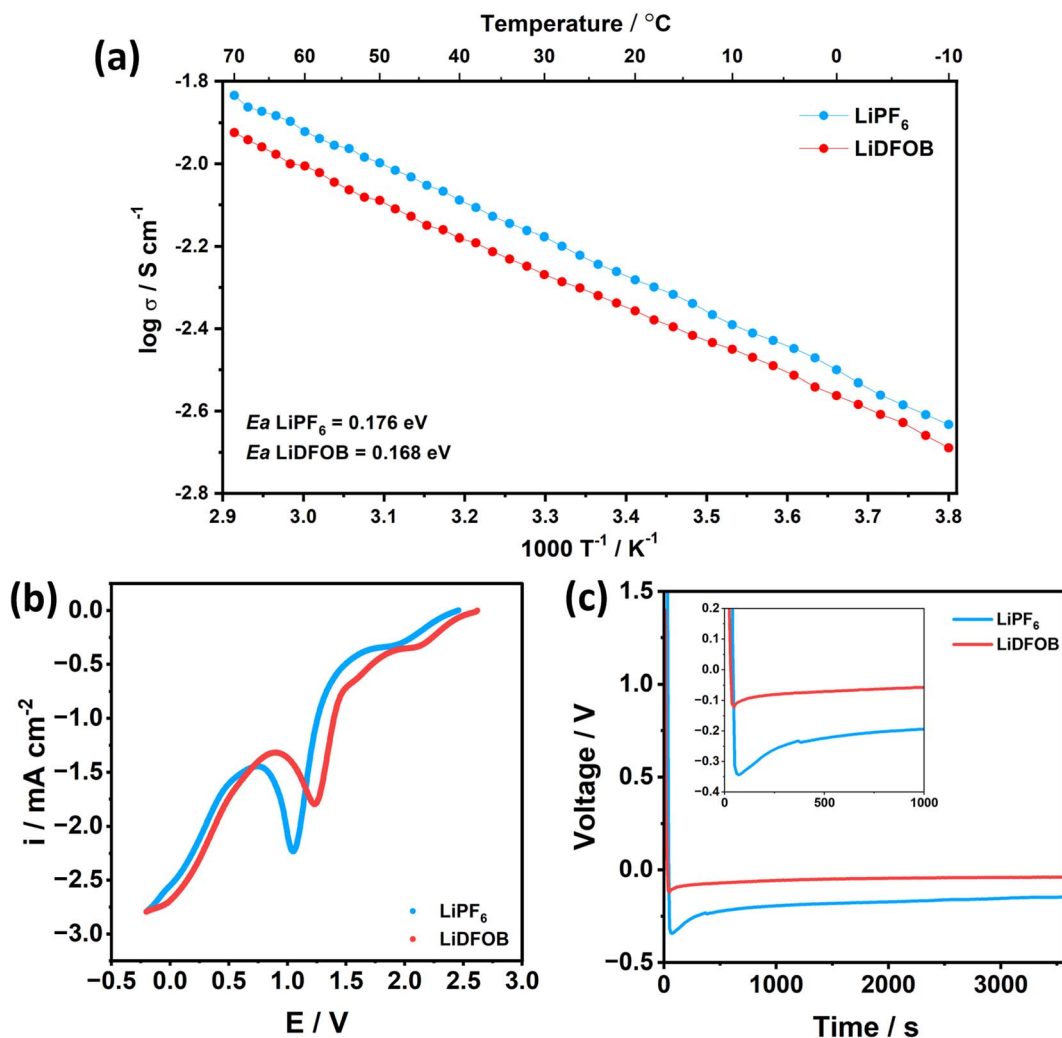 Temperature / °C
(a)
70 60 50 40 30 20 10 0 -10
-1.8
LiPF6
LiDFOB
-2.0
-2.2
log σ / S cm-1
-2.4
-2.6
Ea LiPF6 = 0.176 eV
Ea LiDFOB = 0.168 eV
-2.8
2.9 3.0 3.1 3.2 3.3 3.4 3.5 3.6 3.7 3.8
1000 T-1 / K-1
(b)
0.0
−0.5
−1.0
−1.5
i / mA cm-2
−2.0
−2.5
−3.0
LiPF6
LiDFOB
−0.5 0.0 0.5 1.0 1.5 2.0 2.5 3.0
E / V
(c)
1.5
LiPF6
LiDFOB
1.0
Voltage / V
0.5
0.0
−0.5
0.2
0.1
0.0
−0.1
−0.2
−0.3
−0.4
0 500 1000
0 1000 2000 3000
Time / s